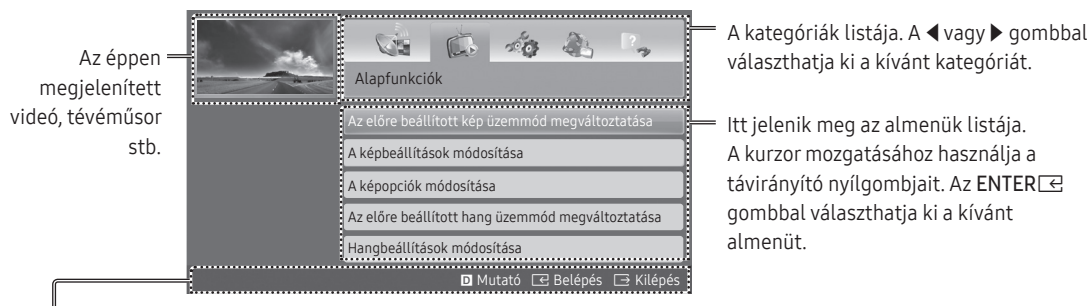 Az éppen
megjelenített
videó, tévéműsor
stb.
Alapfunkciók
Az előre beállított kép üzemmód megváltoztatása
A képbeállítások módosítása
A képopciók módosítása
Az előre beállított hang üzemmód megváltoztatása
Hangbeállítások módosítása
D Mutató Belépés Kilépés
A kategóriák listája. A ◀ vagy ▶ gombbal
választhatja ki a kívánt kategóriát.
Itt jelenik meg az almenük listája.
A kurzor mozgatásához használja a
távirányító nyílgombjait. Az ENTER
gombbal választhatja ki a kívánt
almenüt.